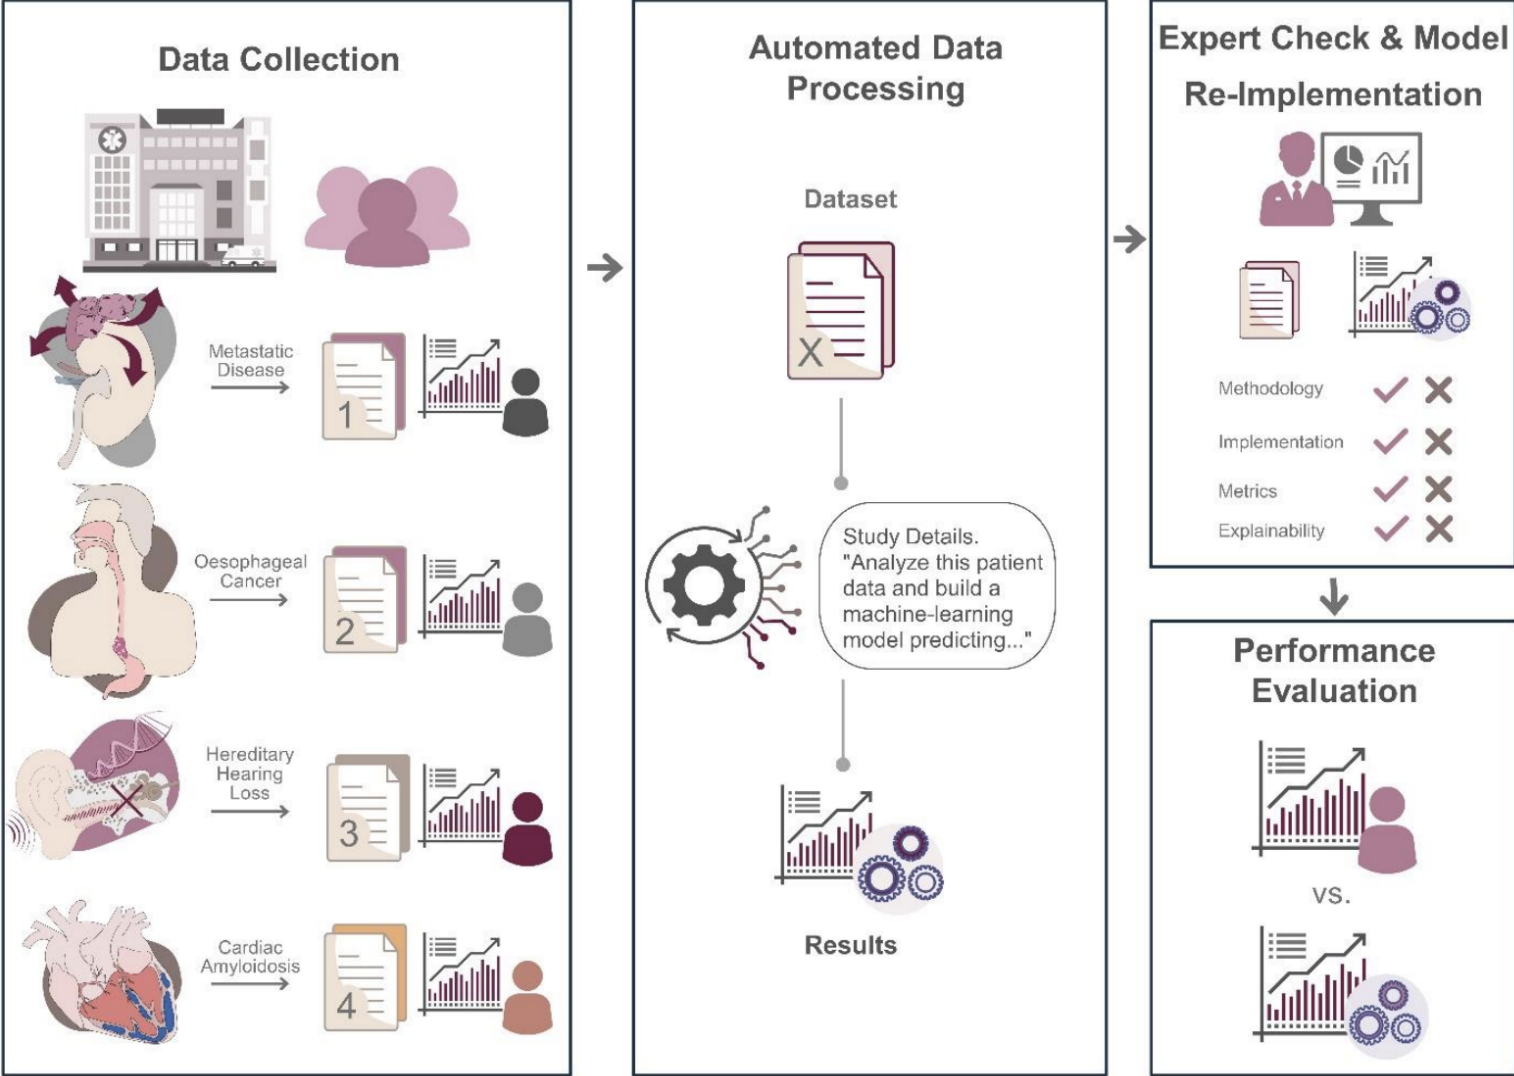 Data Collection
Metastatic
Disease
1
Oesophageal
Cancer
2
Hereditary
Hearing
Loss
3
Cardiac
Amyloidosis
4
Automated Data
Processing
Dataset
X
Study Details.
"Analyze this patient
data and build a
machine-learning
model predicting..."
Results
Expert Check & Model
Re-Implementation
Methodology
Implementation
Metrics
Explainability
Performance
Evaluation
vs.